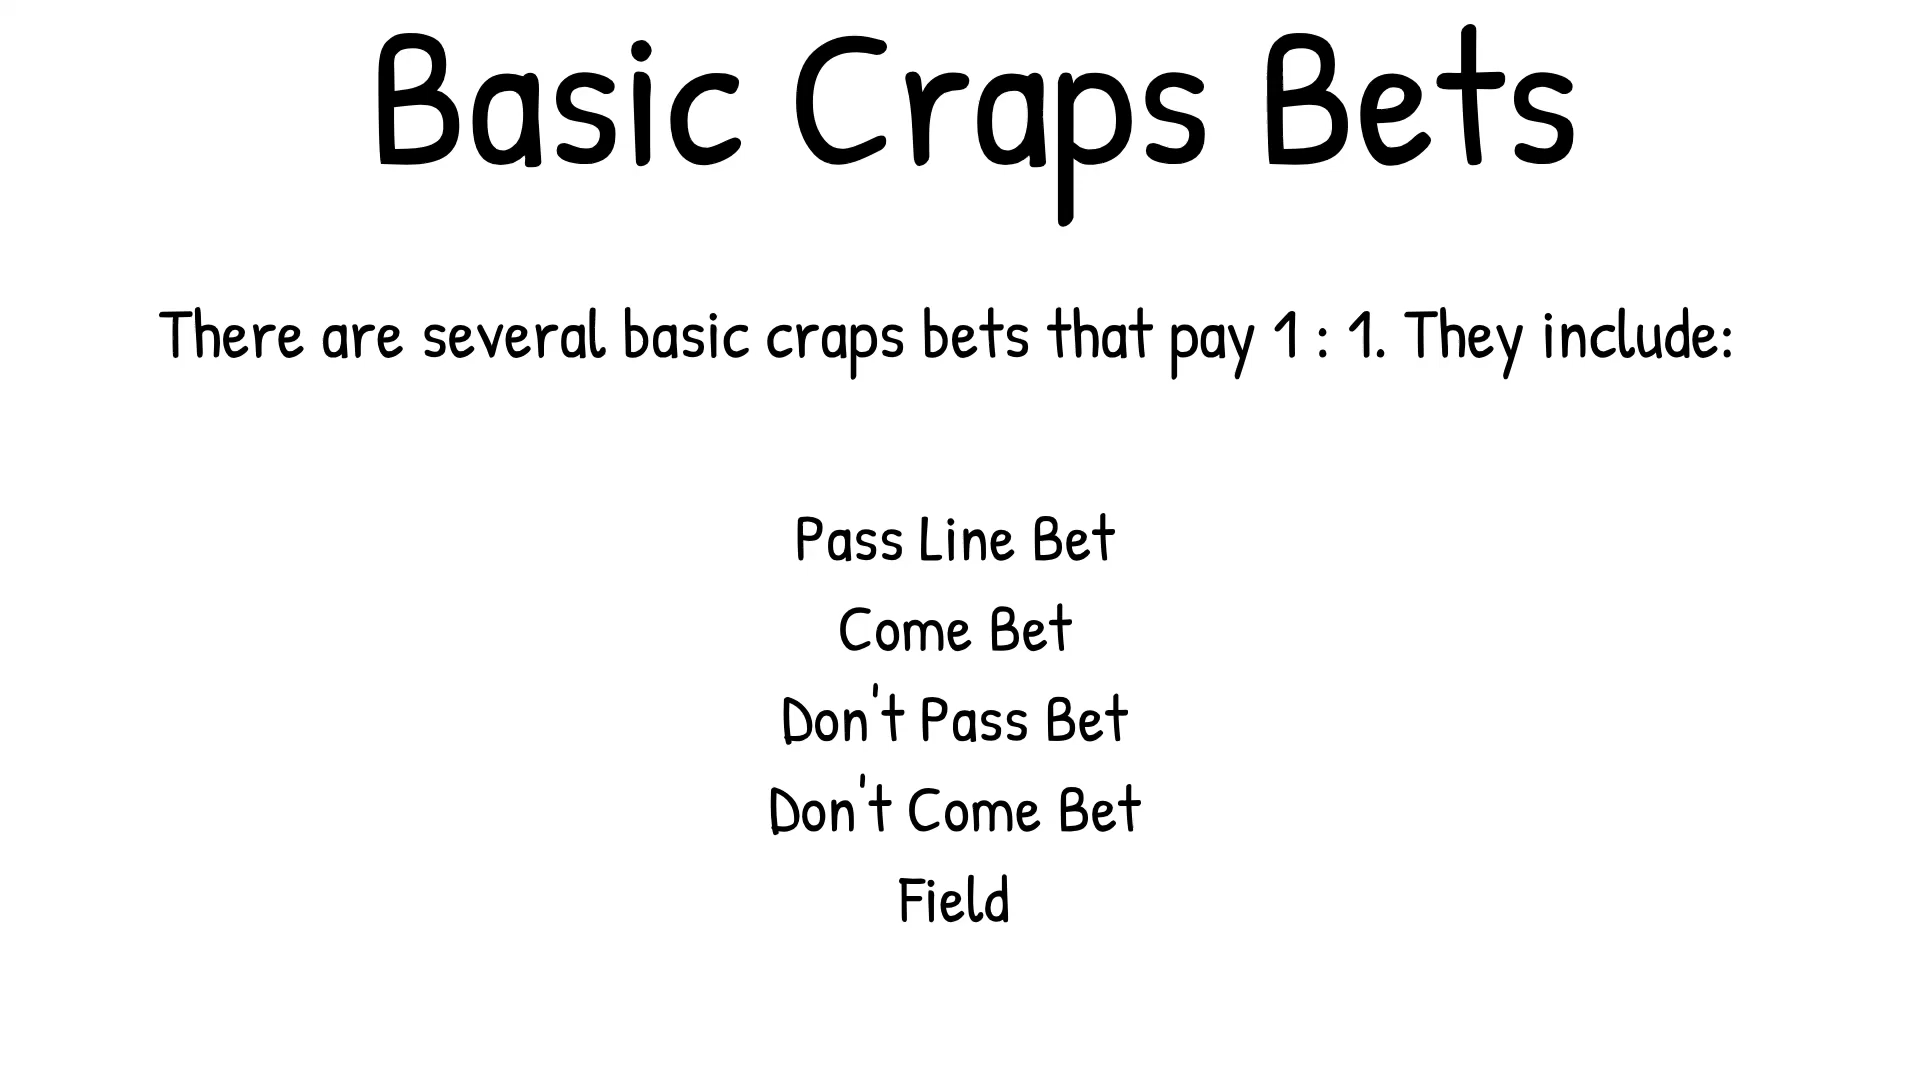 Basic Craps Bets
There are several basic craps bets that pay 1 : 1. They include:
Pass Line Bet
Come Bet
Don't Pass Bet
Don't Come Bet
Field